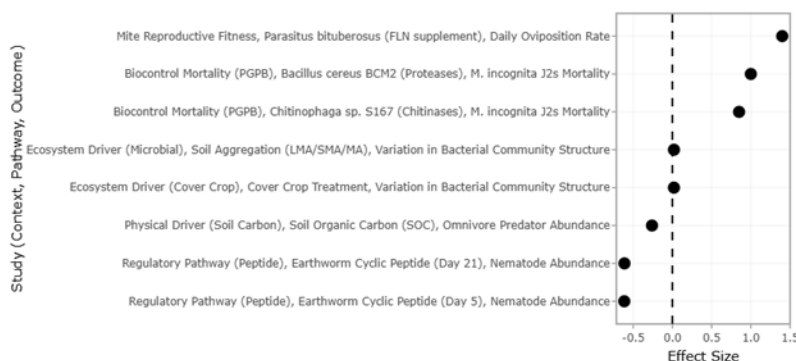 Study (Context, Pathway, Outcome)
Mite Reproductive Fitness, Parasitus bituberosus (FLN supplement), Daily Oviposition Rate
Biocontrol Mortality (PGPB), Bacillus cereus BCM2 (Proteases), M. incognita J2s Mortality
Biocontrol Mortality (PGPB), Chitinophaga sp. S167 (Chitinases), M. incognita J2s Mortality
Ecosystem Driver (Microbial), Soil Aggregation (LMA/SMA/MA), Variation in Bacterial Community Structure
Ecosystem Driver (Cover Crop), Cover Crop Treatment, Variation in Bacterial Community Structure
Physical Driver (Soil Carbon), Soil Organic Carbon (SOC), Omnivore Predator Abundance
Regulatory Pathway (Peptide), Earthworm Cyclic Peptide (Day 21), Nematode Abundance
Regulatory Pathway (Peptide), Earthworm Cyclic Peptide (Day 5), Nematode Abundance
-0.5 0.0 0.5 1.0 1.5
Effect Size